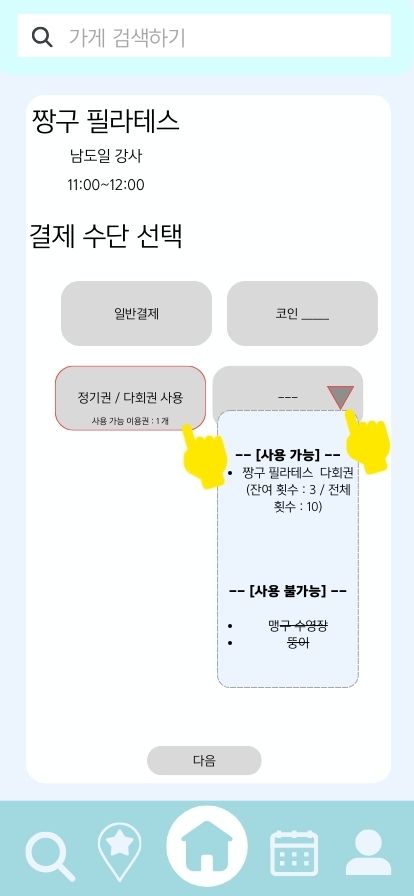 가게 검색하기
짱구 필라테스
남도일 강사
11:00~12:00
결제 수단 선택
일반결제
코인 ____
정기권 / 다회권 사용
사용 가능 이용권 : 1 개
---
-- [사용 가능] --
• 짱구 필라테스 다회권
(잔여 횟수 : 3 / 전체
횟수 : 10)
-- [사용 불가능] --
• 맹구 수영장
• 뚱이
다음